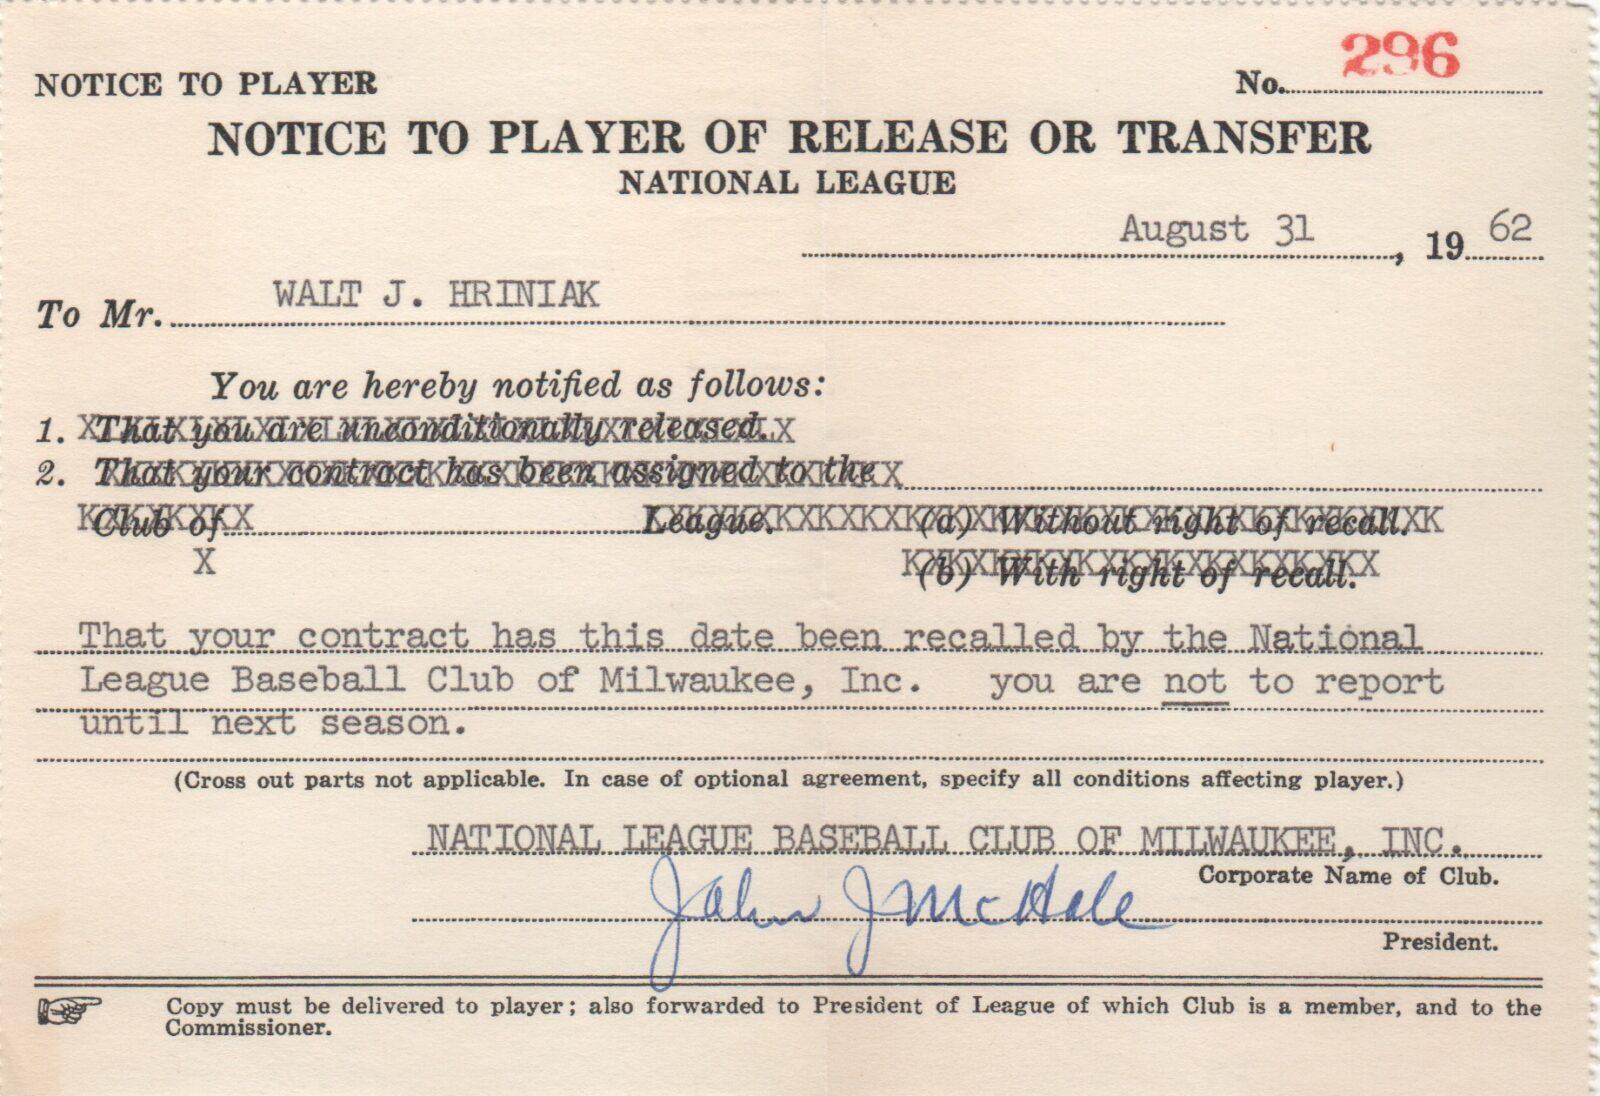 296
NOTICE TO PLAYER No.
NOTICE TO PLAYER OF RELEASE OR TRANSFER
NATIONAL LEAGUE
August 31, 1962
To Mr. WALT J. HRINIAK
You are hereby notified as follows:
1. That you are unconditionally released.
2. That your contract has been assigned to the
Club of League. (a) Without right of recall.
X (b) With right of recall.
That your contract has this date been recalled by the National
League Baseball Club of Milwaukee, Inc. you are not to report
until next season.
(Cross out parts not applicable. In case of optional agreement, specify all conditions affecting player.)
NATIONAL LEAGUE BASEBALL CLUB OF MILWAUKEE, INC.
Corporate Name of Club.
John J McHale
President.
Copy must be delivered to player; also forwarded to President of League of which Club is a member, and to the
Commissioner.